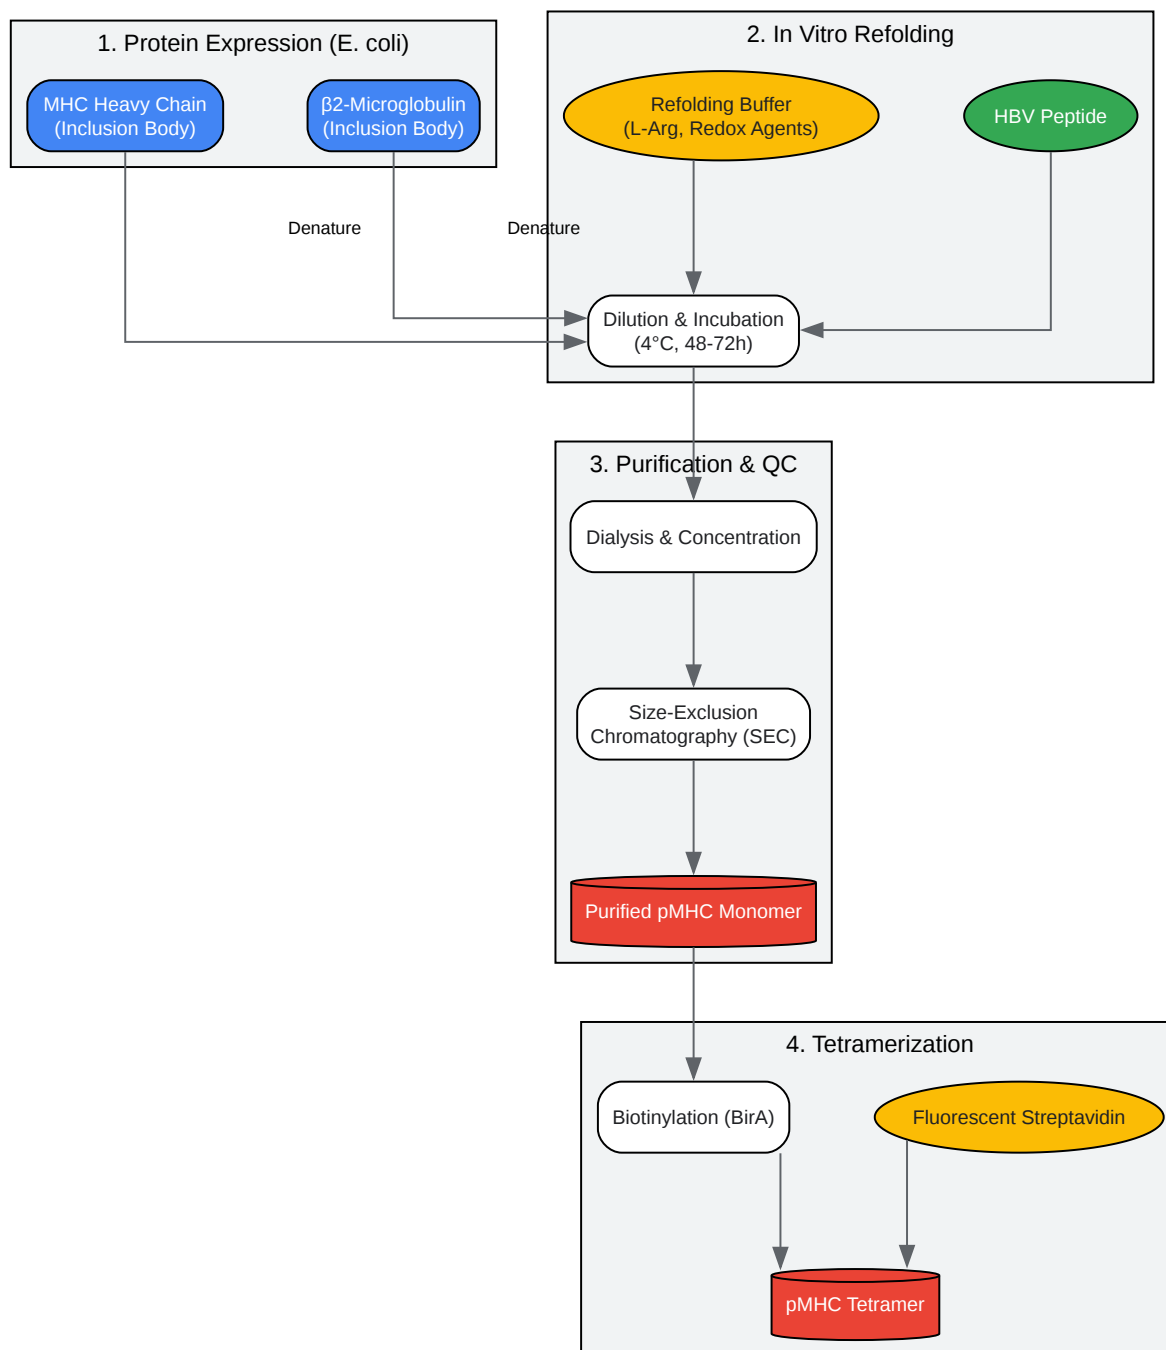 1. Protein Expression (E. coli)
MHC Heavy Chain
(Inclusion Body)
β2-Microglobulin
(Inclusion Body)
2. In Vitro Refolding
Refolding Buffer
(L-Arg, Redox Agents)
HBV Peptide
Denature
Denature
Dilution & Incubation
(4°C, 48-72h)
3. Purification & QC
Dialysis & Concentration
Size-Exclusion
Chromatography (SEC)
Purified pMHC Monomer
4. Tetramerization
Biotinylation (BirA)
Fluorescent Streptavidin
pMHC Tetramer